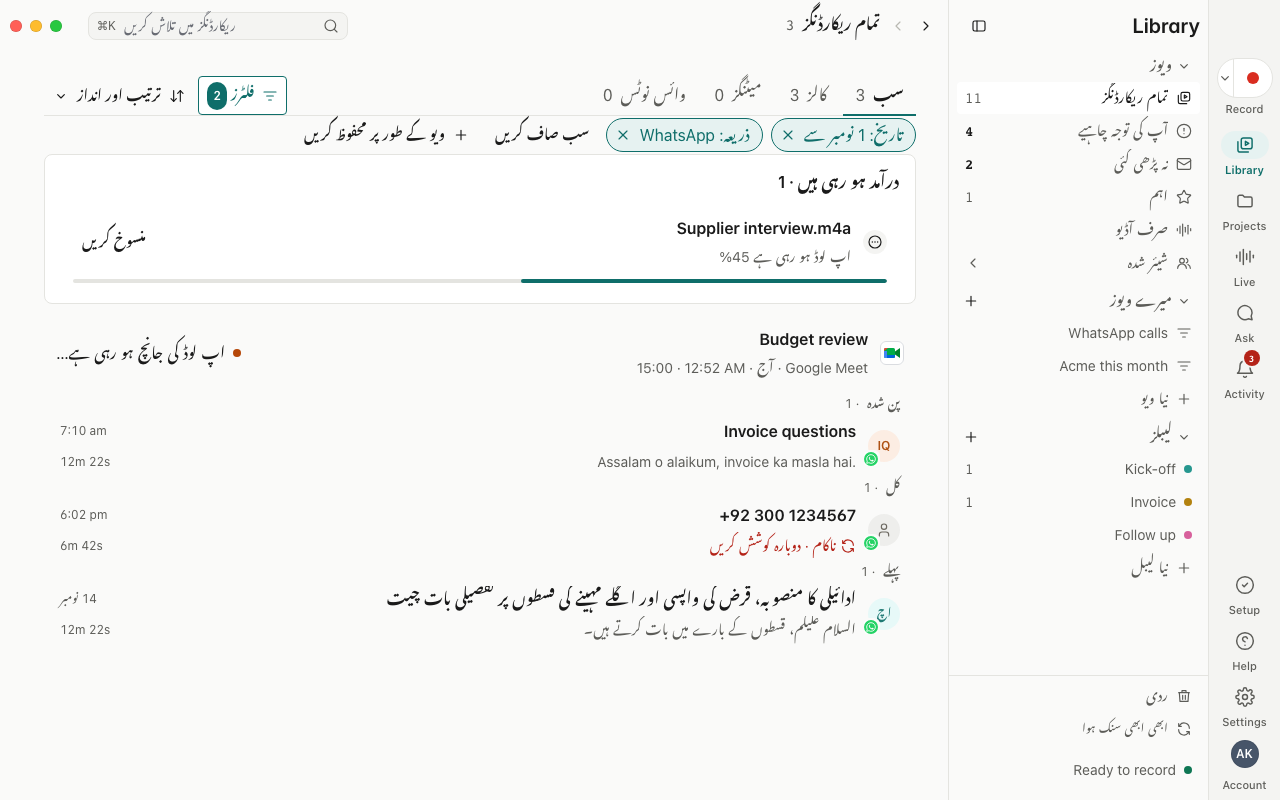 Record
Library
Projects
Live
Ask
3
Activity
Setup
Help
Settings
AK
Account
Library
ویوز
تمام ریکارڈنگز 11
آپ کی توجہ چاہیے 4
نہ پڑھی گئی 2
اہم 1
صرف آڈیو
شیئر شدہ
میرے ویوز
WhatsApp calls
Acme this month
نیا ویو
لیبلز
Kick-off 1
Invoice 1
Follow up
نیا لیبل
ردی
ابھی ابھی سنک ہوا
Ready to record
تمام ریکارڈنگز 3
ریکارڈنگز میں تلاش کریں ⌘K
سب 3 کالز 3 میٹنگز 0 وائس نوٹس 0
ترتیب اور انداز
فلٹرز 2
تاریخ: 1 نومبر سے
ذریعہ: WhatsApp
سب صاف کریں
ویو کے طور پر محفوظ کریں
درآمد ہو رہی ہیں · 1
Supplier interview.m4a
اپ لوڈ ہو رہی ہے 45%
منسوخ کریں
Budget review
Google Meet · آج · 12:52 AM · 15:00
اپ لوڈ کی جانچ ہو رہی ہے...
پن شدہ · 1
IQ
Invoice questions
7:10 am
Assalam o alaikum, invoice ka masla hai.
12m 22s
کل · 1
+92 300 1234567
6:02 pm
ناکام · دوبارہ کوشش کریں
6m 42s
پہلے · 1
اچ
ادائیلی کا منصوبہ، قرض کی واپسی اور اگلے مہینے کی قسطوں پر تفصیلی بات چیت
14 نومبر
السلام علیکم، قسطوں کے بارے میں بات کرتے ہیں۔
12m 22s